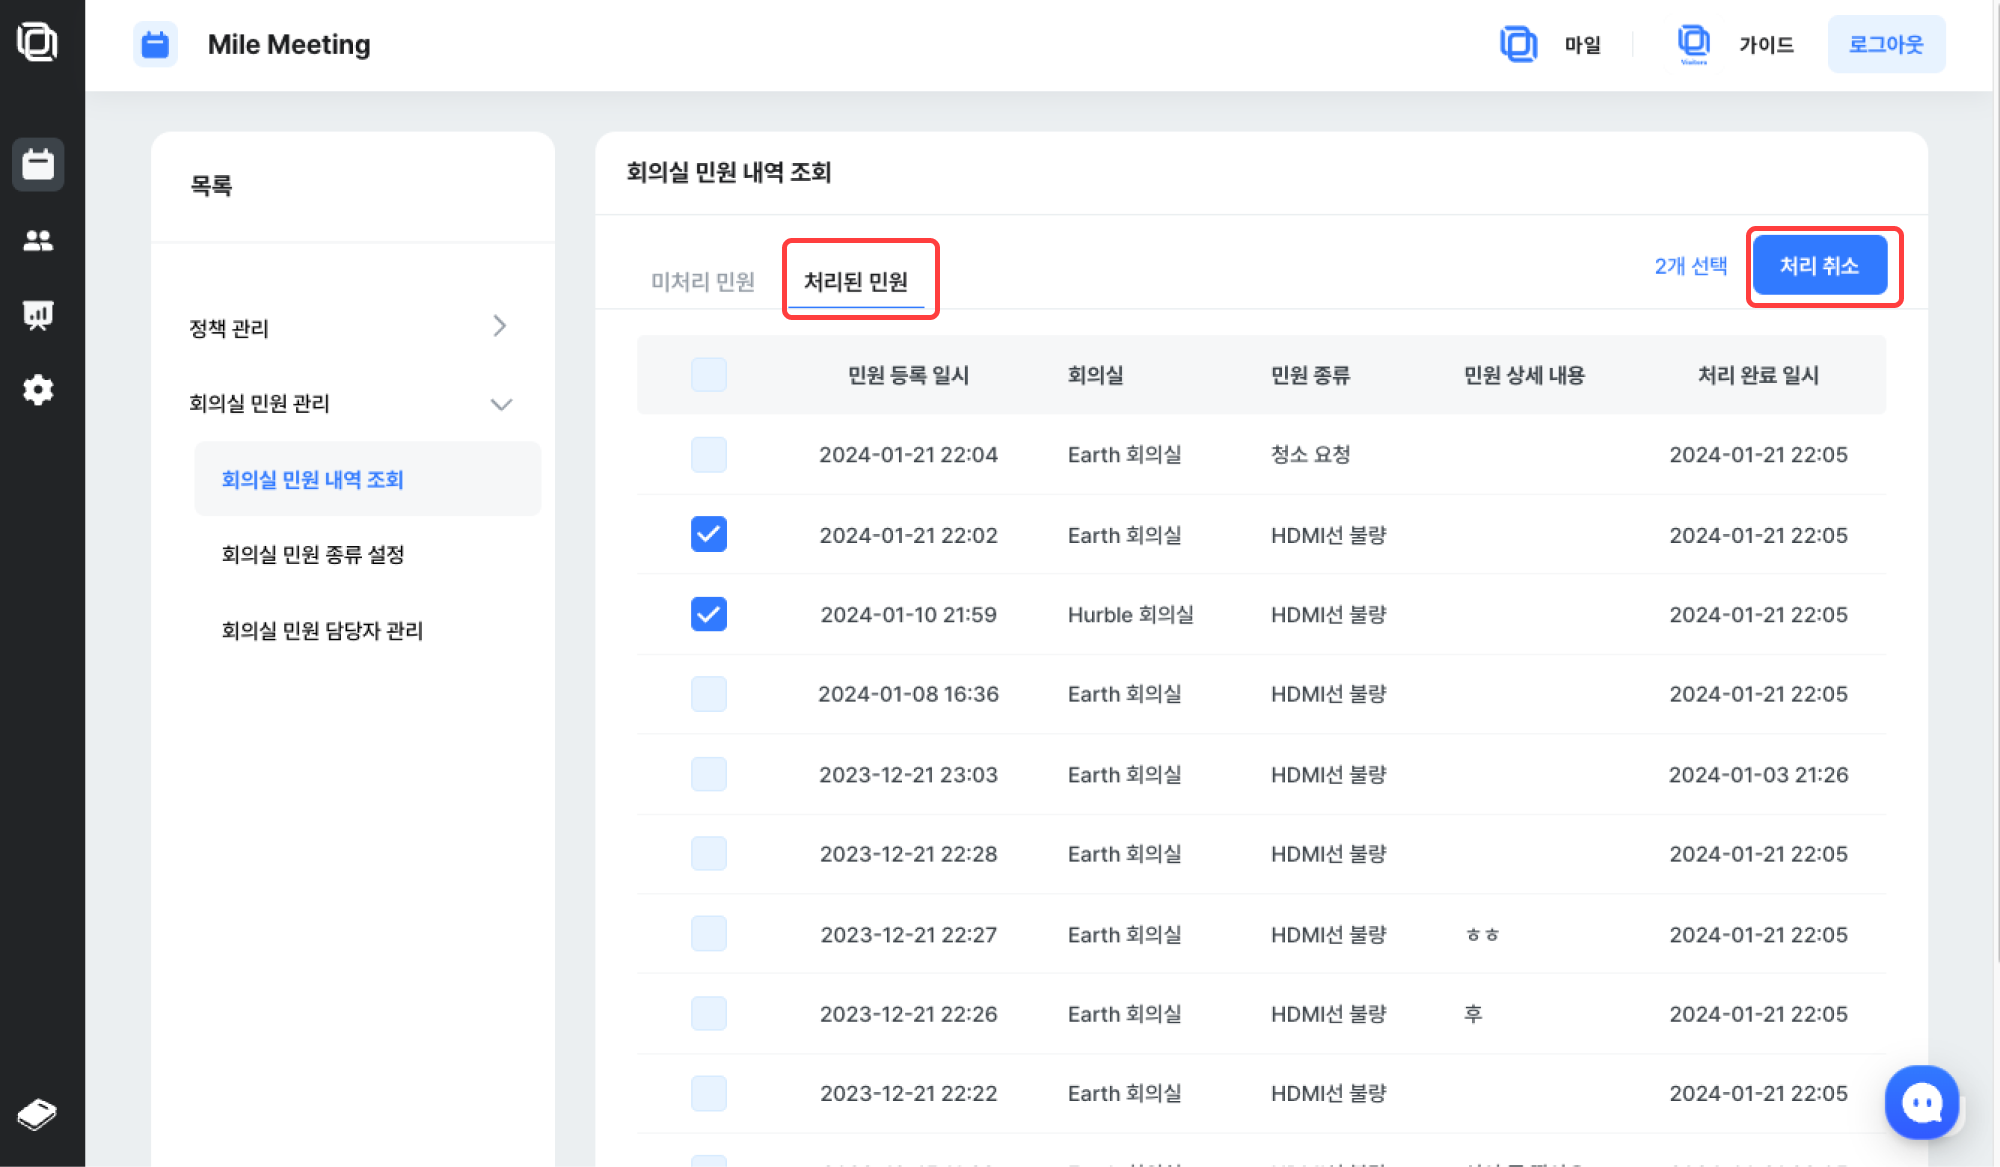 Mile Meeting
마일
Visitors
가이드
로그아웃
목록
정책 관리
회의실 민원 관리
회의실 민원 내역 조회
회의실 민원 종류 설정
회의실 민원 담당자 관리
회의실 민원 내역 조회
미처리 민원
처리된 민원
2개 선택
처리 취소
민원 등록 일시 회의실 민원 종류 민원 상세 내용 처리 완료 일시
2024-01-21 22:04 Earth 회의실 청소 요청 2024-01-21 22:05
2024-01-21 22:02 Earth 회의실 HDMI선 불량 2024-01-21 22:05
2024-01-10 21:59 Hurble 회의실 HDMI선 불량 2024-01-21 22:05
2024-01-08 16:36 Earth 회의실 HDMI선 불량 2024-01-21 22:05
2023-12-21 23:03 Earth 회의실 HDMI선 불량 2024-01-03 21:26
2023-12-21 22:28 Earth 회의실 HDMI선 불량 2024-01-21 22:05
2023-12-21 22:27 Earth 회의실 HDMI선 불량 ㅎㅎ 2024-01-21 22:05
2023-12-21 22:26 Earth 회의실 HDMI선 불량 후 2024-01-21 22:05
2023-12-21 22:22 Earth 회의실 HDMI선 불량 2024-01-21 22:05